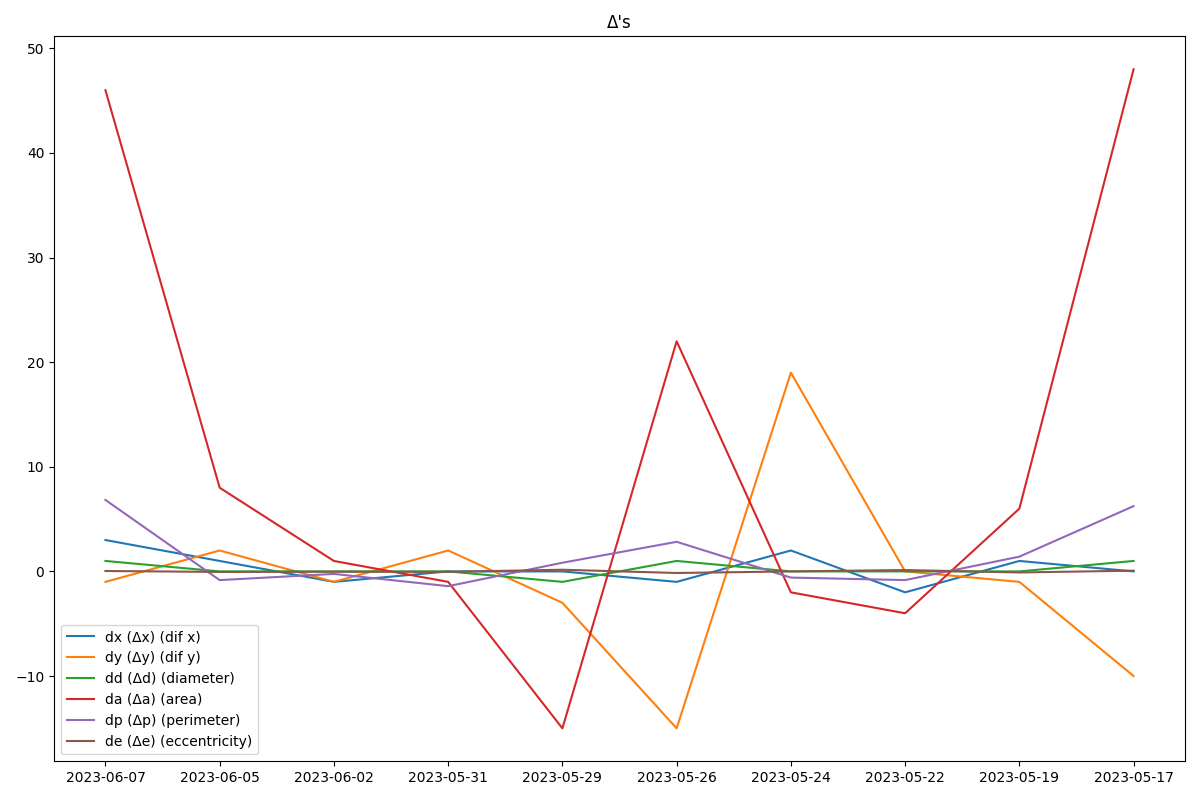 Δ's
50
40
30
20
10
0
−10
dx (Δx) (dif x)
dy (Δy) (dif y)
dd (Δd) (diameter)
da (Δa) (area)
dp (Δp) (perimeter)
de (Δe) (eccentricity)
2023-06-07 2023-06-05 2023-06-02 2023-05-31 2023-05-29 2023-05-26 2023-05-24 2023-05-22 2023-05-19 2023-05-17